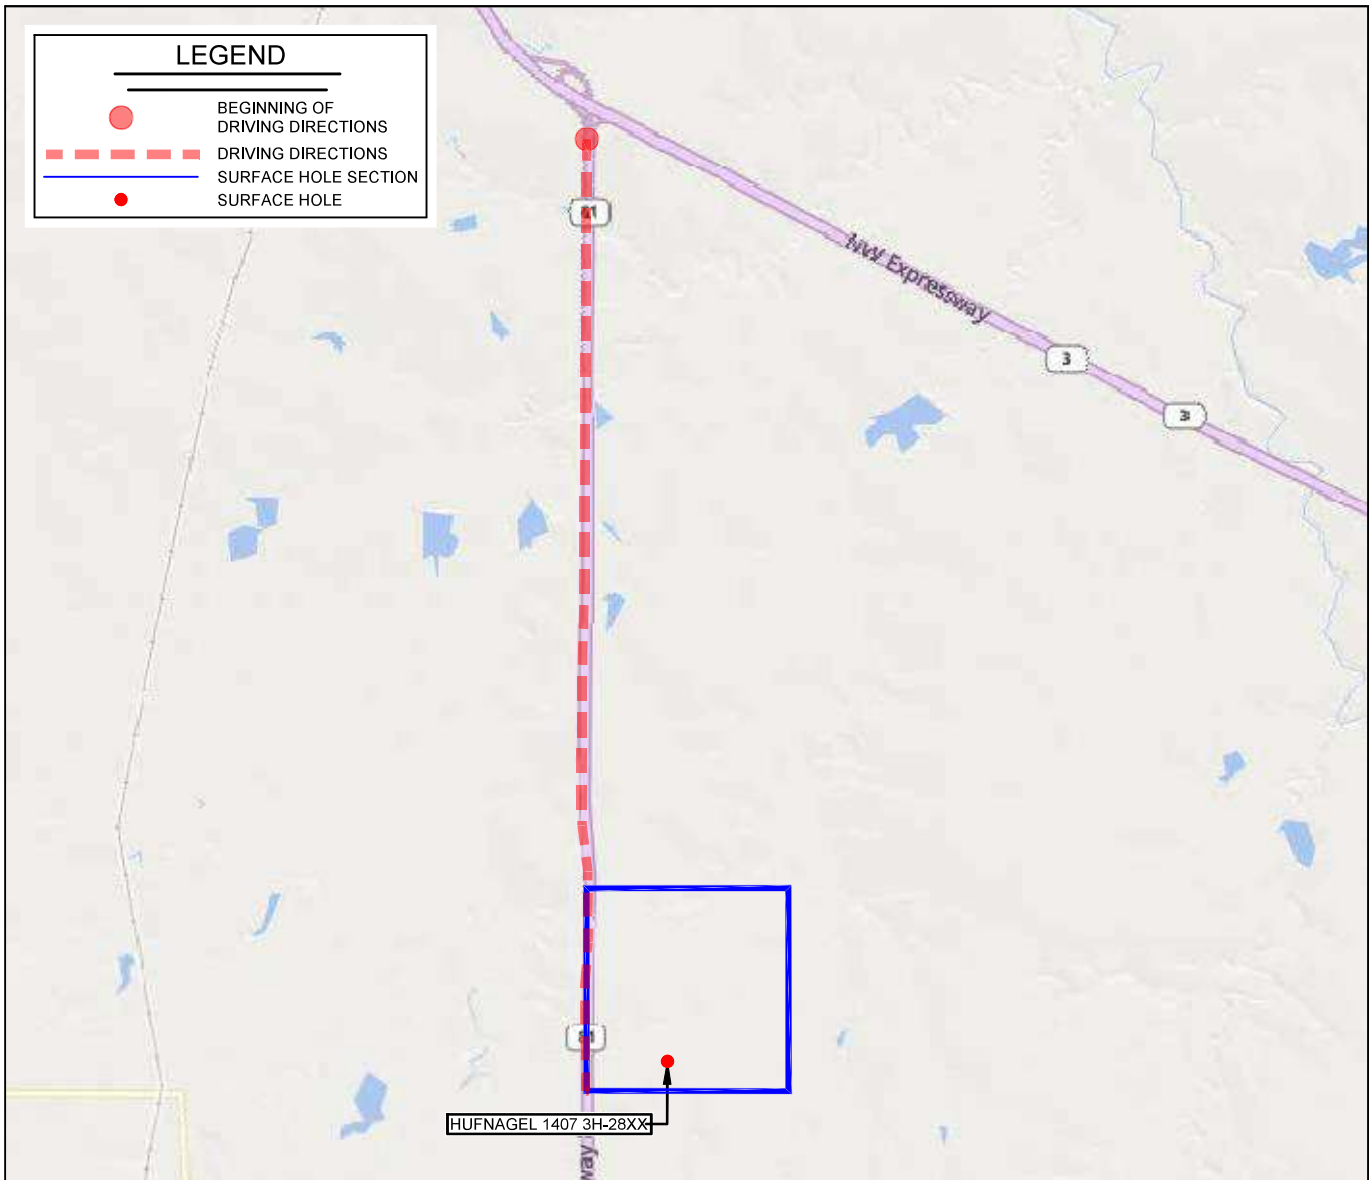 LEGEND
BEGINNING OF
DRIVING DIRECTIONS
DRIVING DIRECTIONS
SURFACE HOLE SECTION
SURFACE HOLE
NW Expressway
3
3
HUFNAGEL 1407 3H-28XX
way